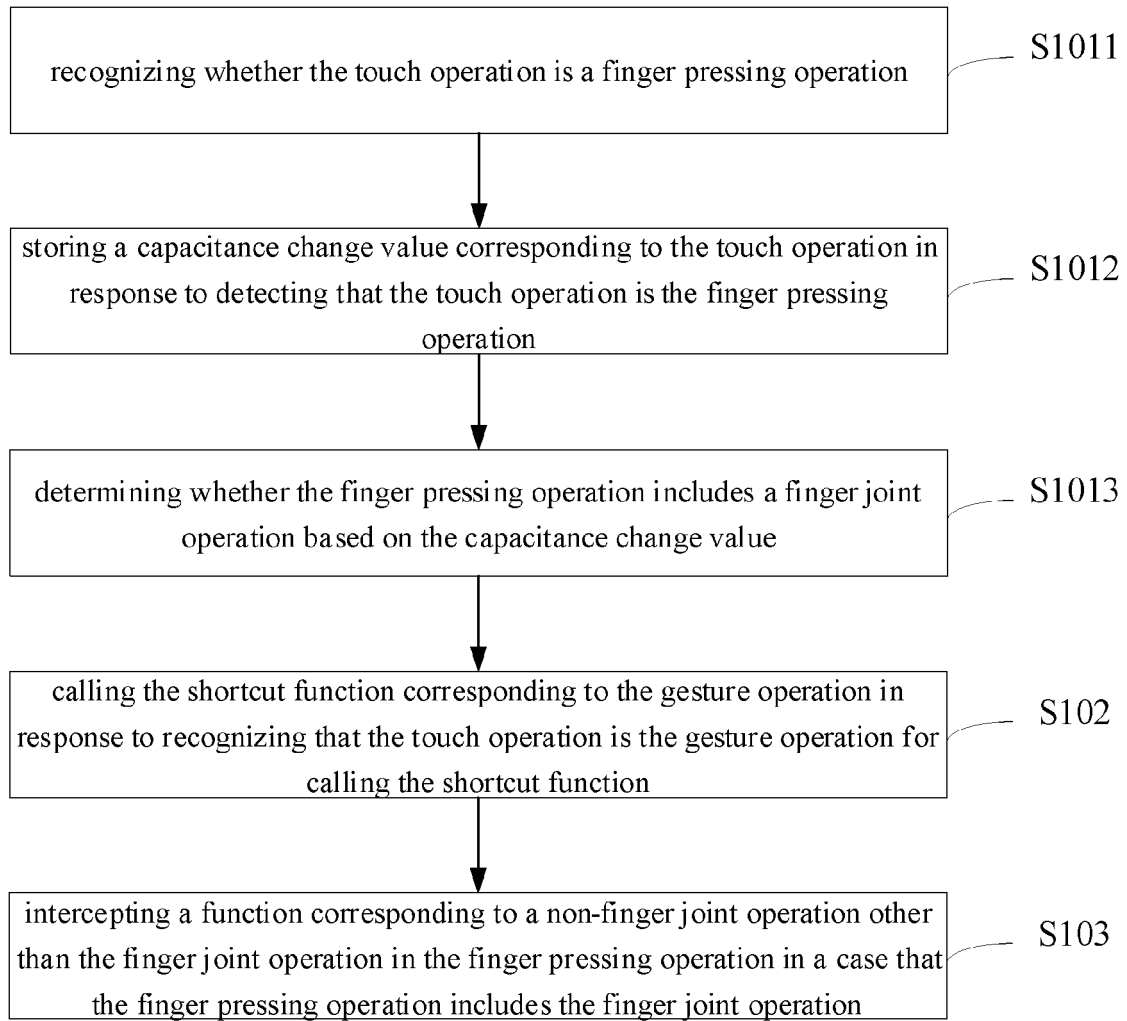 recognizing whether the touch operation is a finger pressing operation
S1011
storing a capacitance change value corresponding to the touch operation in
response to detecting that the touch operation is the finger pressing
operation
S1012
determining whether the finger pressing operation includes a finger joint
operation based on the capacitance change value
S1013
calling the shortcut function corresponding to the gesture operation in
response to recognizing that the touch operation is the gesture operation for
calling the shortcut function
S102
intercepting a function corresponding to a non-finger joint operation other
than the finger joint operation in the finger pressing operation in a case that
the finger pressing operation includes the finger joint operation
S103